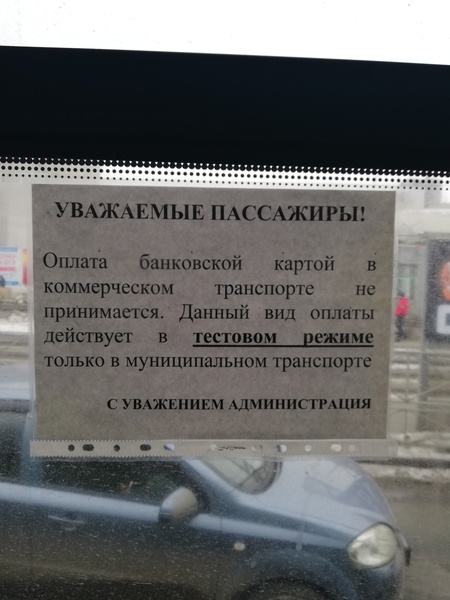 УВАЖАЕМЫЕ ПАССАЖИРЫ!
Оплата банковской картой в
коммерческом транспорте не
принимается. Данный вид оплаты
действует в тестовом режиме
только в муниципальном транспорте
С УВАЖЕНИЕМ АДМИНИСТРАЦИЯ